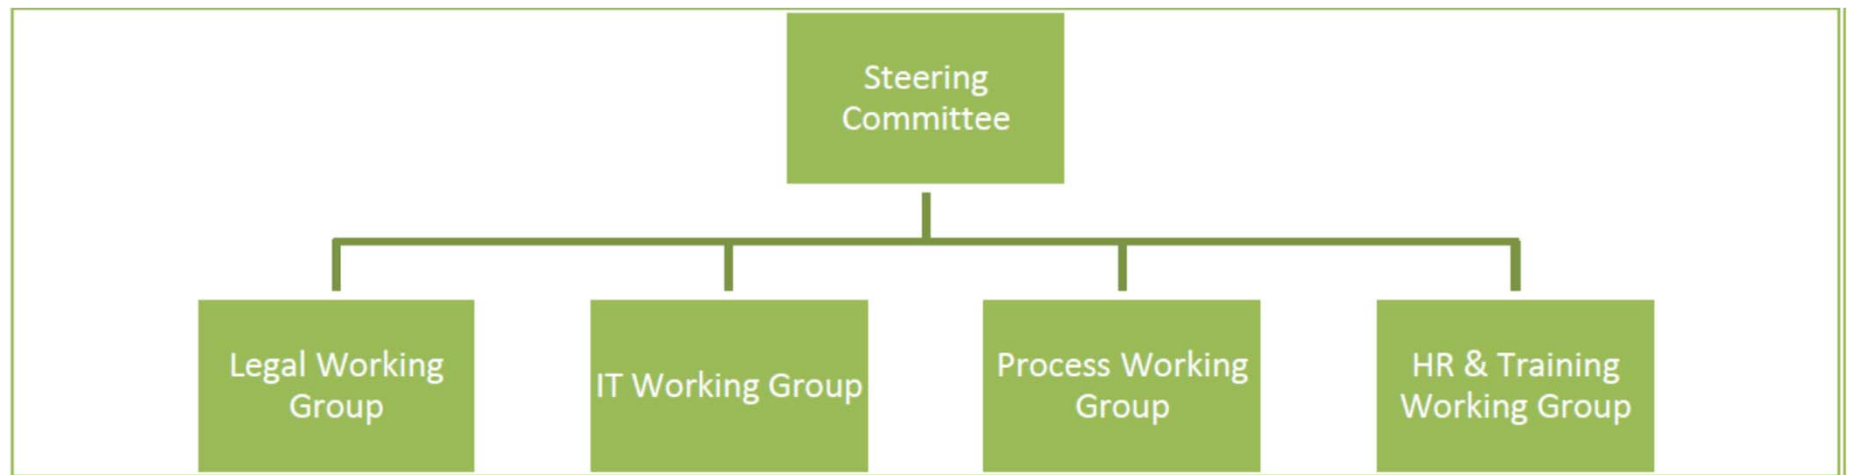 Steering
Committee
Legal Working
Group
IT Working Group
Process Working
Group
HR & Training
Working Group